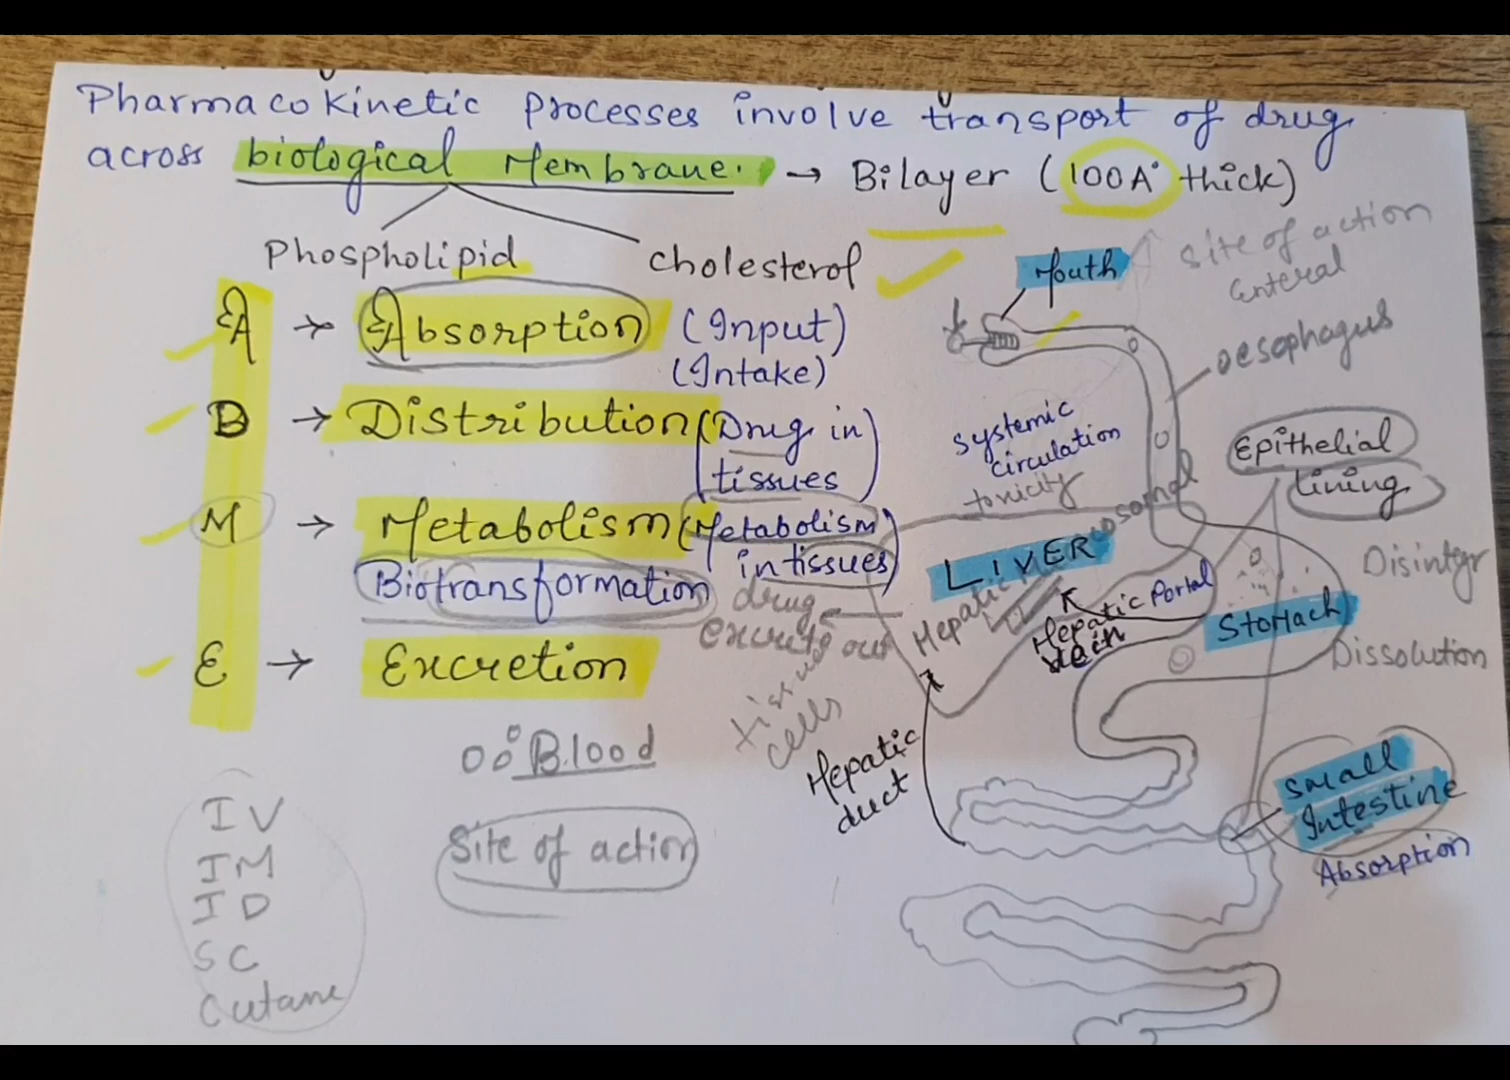 Pharmacokinetic processes involve transport of drug
across biological Membrane. → Bilayer (100A° thick)
Phospholipid
cholesterol
A → Absorption (Input)
(Intake)
D → Distribution (Drug in
tissues)
M → Metabolism (Metabolism
in tissues)
Biotransformation
E → Excretion
drug
excrete out
tissue
cells
Blood
Site of action
IV
IM
ID
SC
Cutane
Mouth
Site of action
enteral
oesophagus
systemic
circulation
toxicity
Epithelial
lining
LIVER
Hepatic
Hepatic Portal
vein
Stomach
Disintegr
Dissolution
Hepatic
duct
Small
Intestine
Absorption